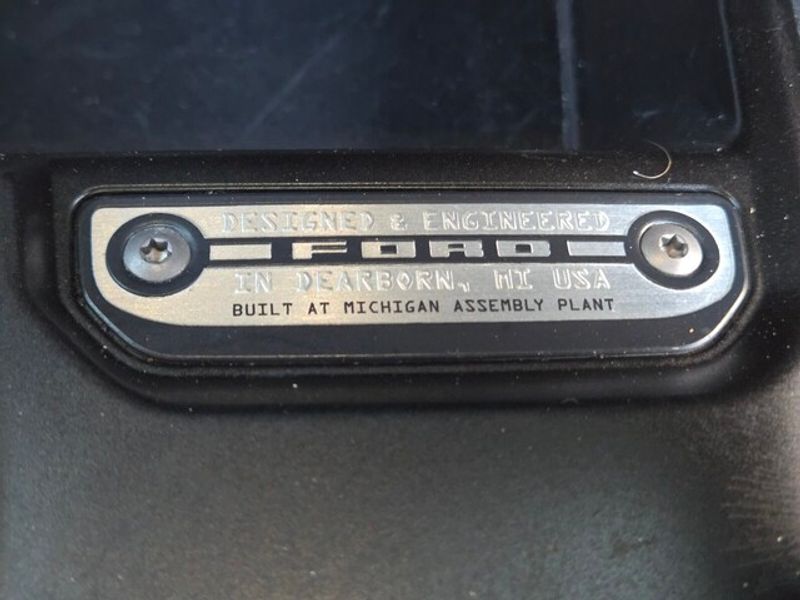 DESIGNED & ENGINEERED
FORD
IN DEARBORN, MI USA
BUILT AT MICHIGAN ASSEMBLY PLANT